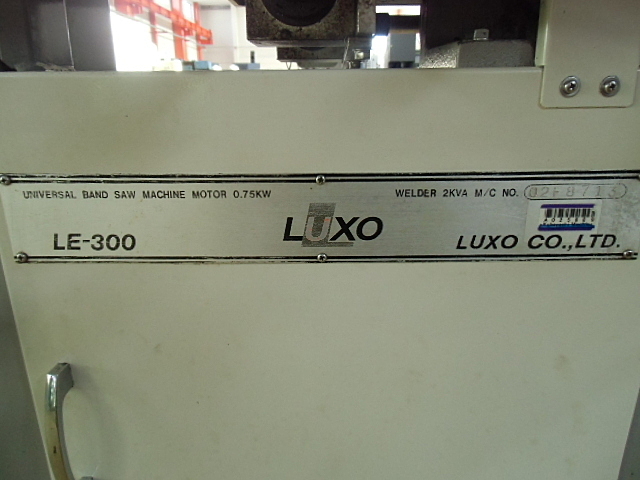 UNIVERSAL BAND SAW MACHINE MOTOR 0.75KW
WELDER 2KVA M/C NO.
LE-300
LUXO
LUXO CO.,LTD.